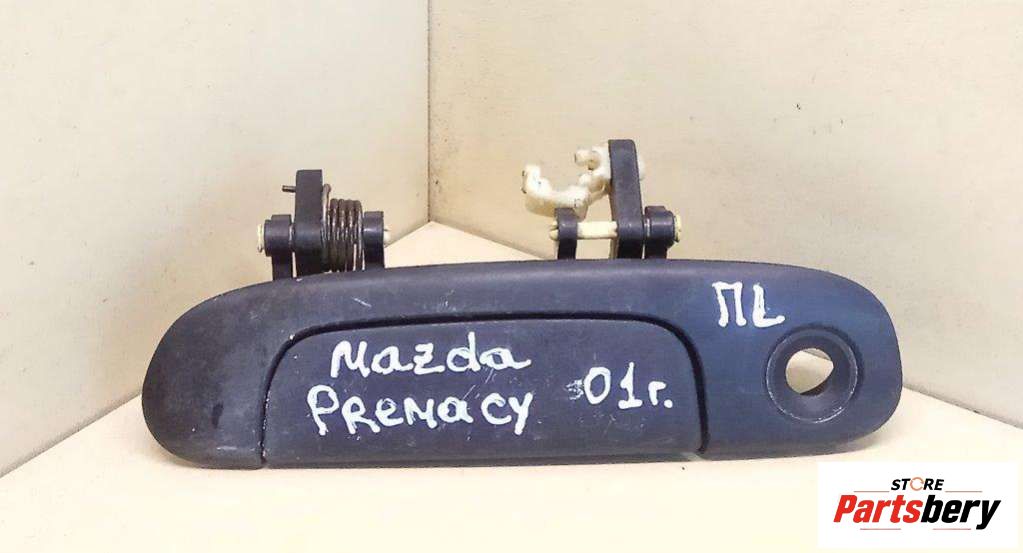 ПL
Mazda
PREMACY 01г.
STORE
Partsbery